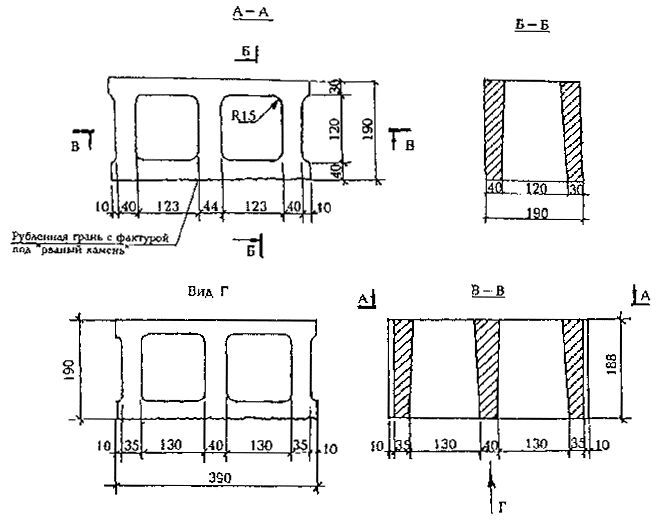 А – А
Б – Б
Б
R15
30
120
40
190
В
В
10 40 123 44 123 40 10
Рубленная грань с фактурой
под "рваный камень"
Б
40 120 30
190
Вид Г
В – В
А
А
190
188
10 35 130 40 130 35 10
390
10 35 130 40 130 35 10
Г